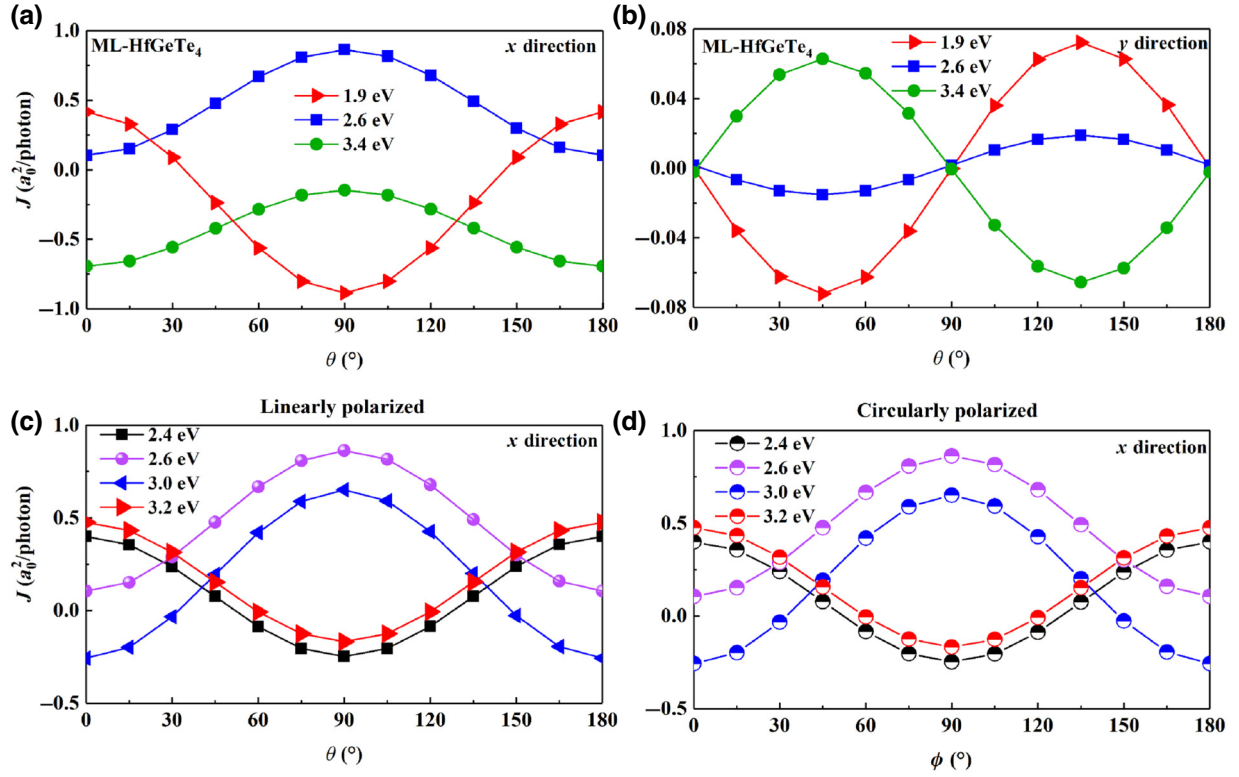 (a)
ML-HfGeTe₄
x direction
1.9 eV
2.6 eV
3.4 eV
J (a₀²/photon)
1.0
0.5
0.0
−0.5
−1.0
0 30 60 90 120 150 180
θ (°)
(b)
ML-HfGeTe₄
y direction
1.9 eV
2.6 eV
3.4 eV
J (a₀²/photon)
0.08
0.04
0.00
−0.04
−0.08
0 30 60 90 120 150 180
θ (°)
(c)
Linearly polarized
x direction
2.4 eV
2.6 eV
3.0 eV
3.2 eV
J (a₀²/photon)
1.0
0.5
0.0
−0.5
0 30 60 90 120 150 180
θ (°)
(d)
Circularly polarized
x direction
2.4 eV
2.6 eV
3.0 eV
3.2 eV
J (a₀²/photon)
1.0
0.5
0.0
−0.5
0 30 60 90 120 150 180
ϕ (°)